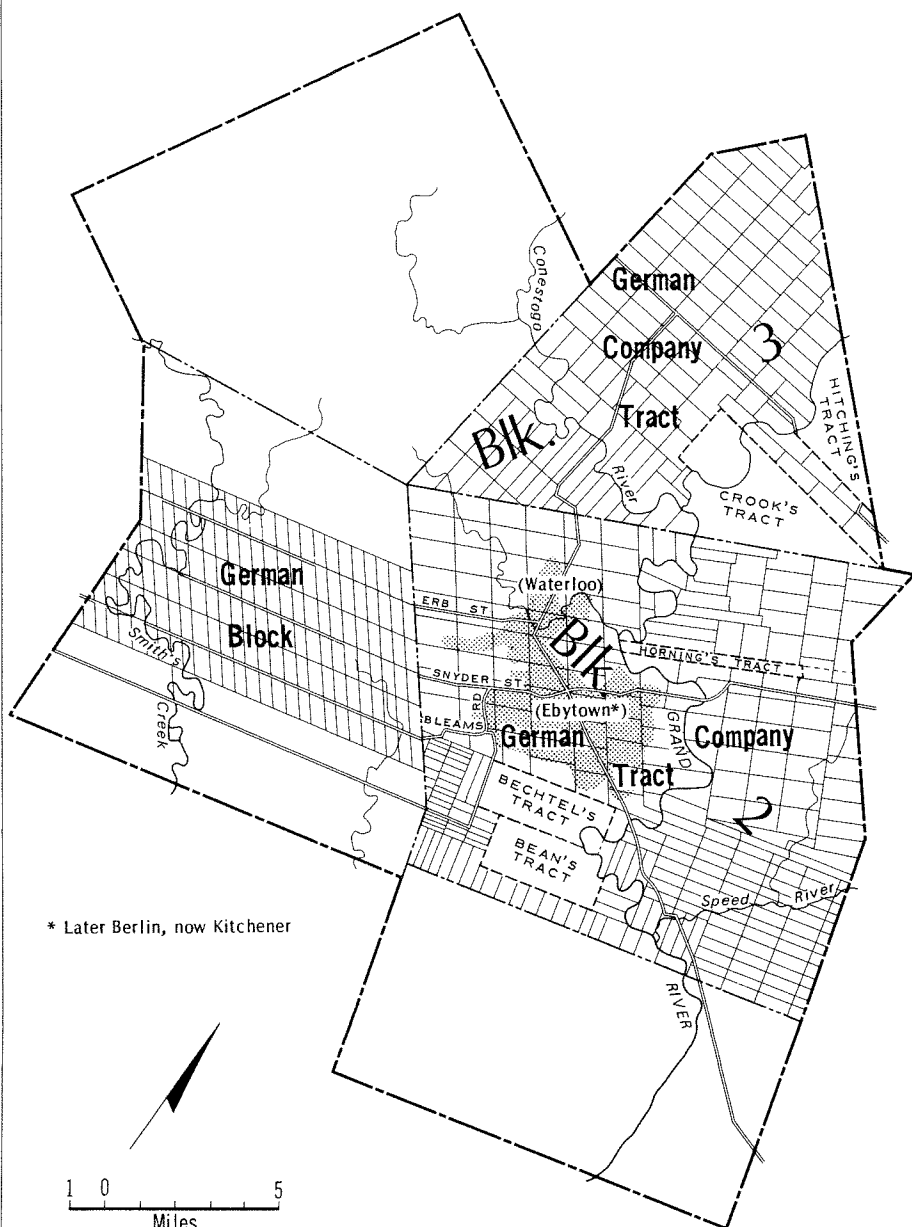 Conestogo
German
Company
Tract
3
Blk.
River
HITCHING'S
TRACT
CROOK'S
TRACT
German
Block
Smith's
Creek
(Waterloo)
ERB ST.
Blk.
HORNING'S TRACT
SNYDER ST.
(Ebytown*)
BLEAMS RD.
GRAND
German
Company
Tract
2
BECHTEL'S
TRACT
BEAN'S
TRACT
Speed River
RIVER
* Later Berlin, now Kitchener
1 0 5
Miles